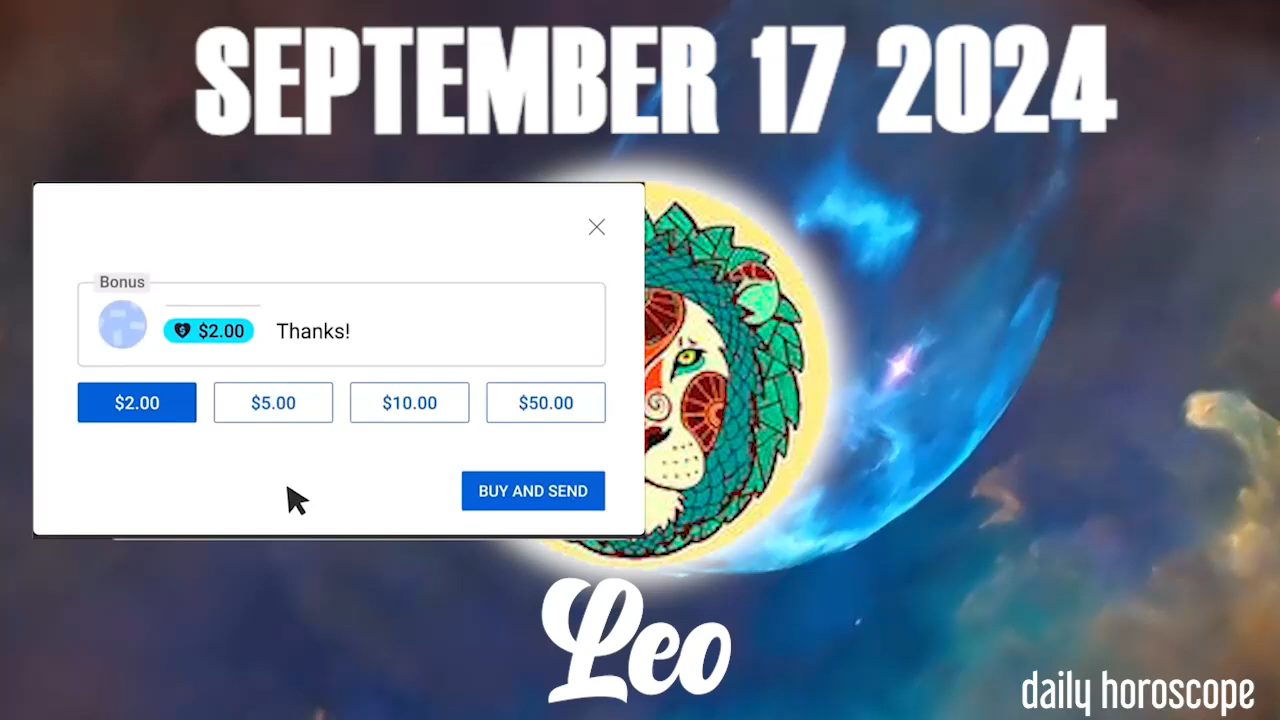 SEPTEMBER 17 2024
Bonus
$2.00 Thanks!
$2.00 $5.00 $10.00 $50.00
BUY AND SEND
Leo
daily horoscope